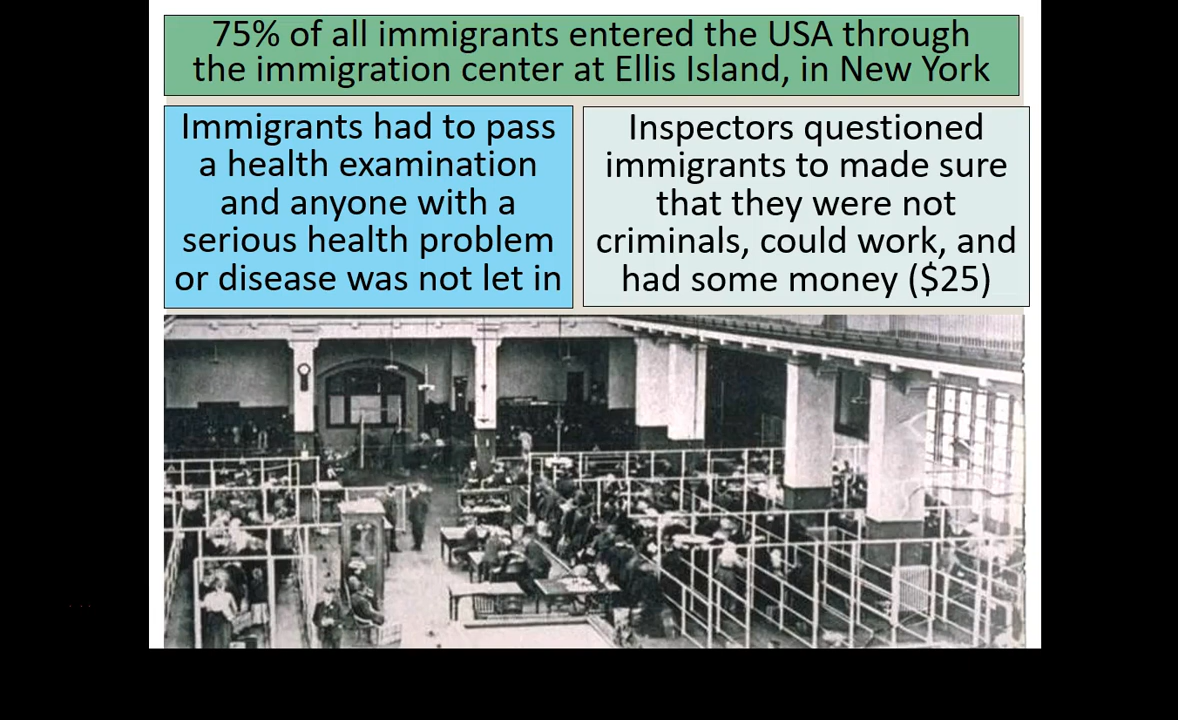 75% of all immigrants entered the USA through
the immigration center at Ellis Island, in New York
Immigrants had to pass
a health examination
and anyone with a
serious health problem
or disease was not let in
Inspectors questioned
immigrants to made sure
that they were not
criminals, could work, and
had some money ($25)